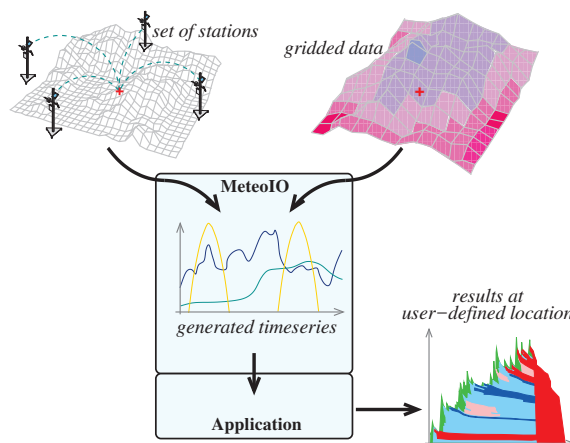 set of stations
gridded data
MeteoIO
generated timeseries
results at
user−defined location
Application